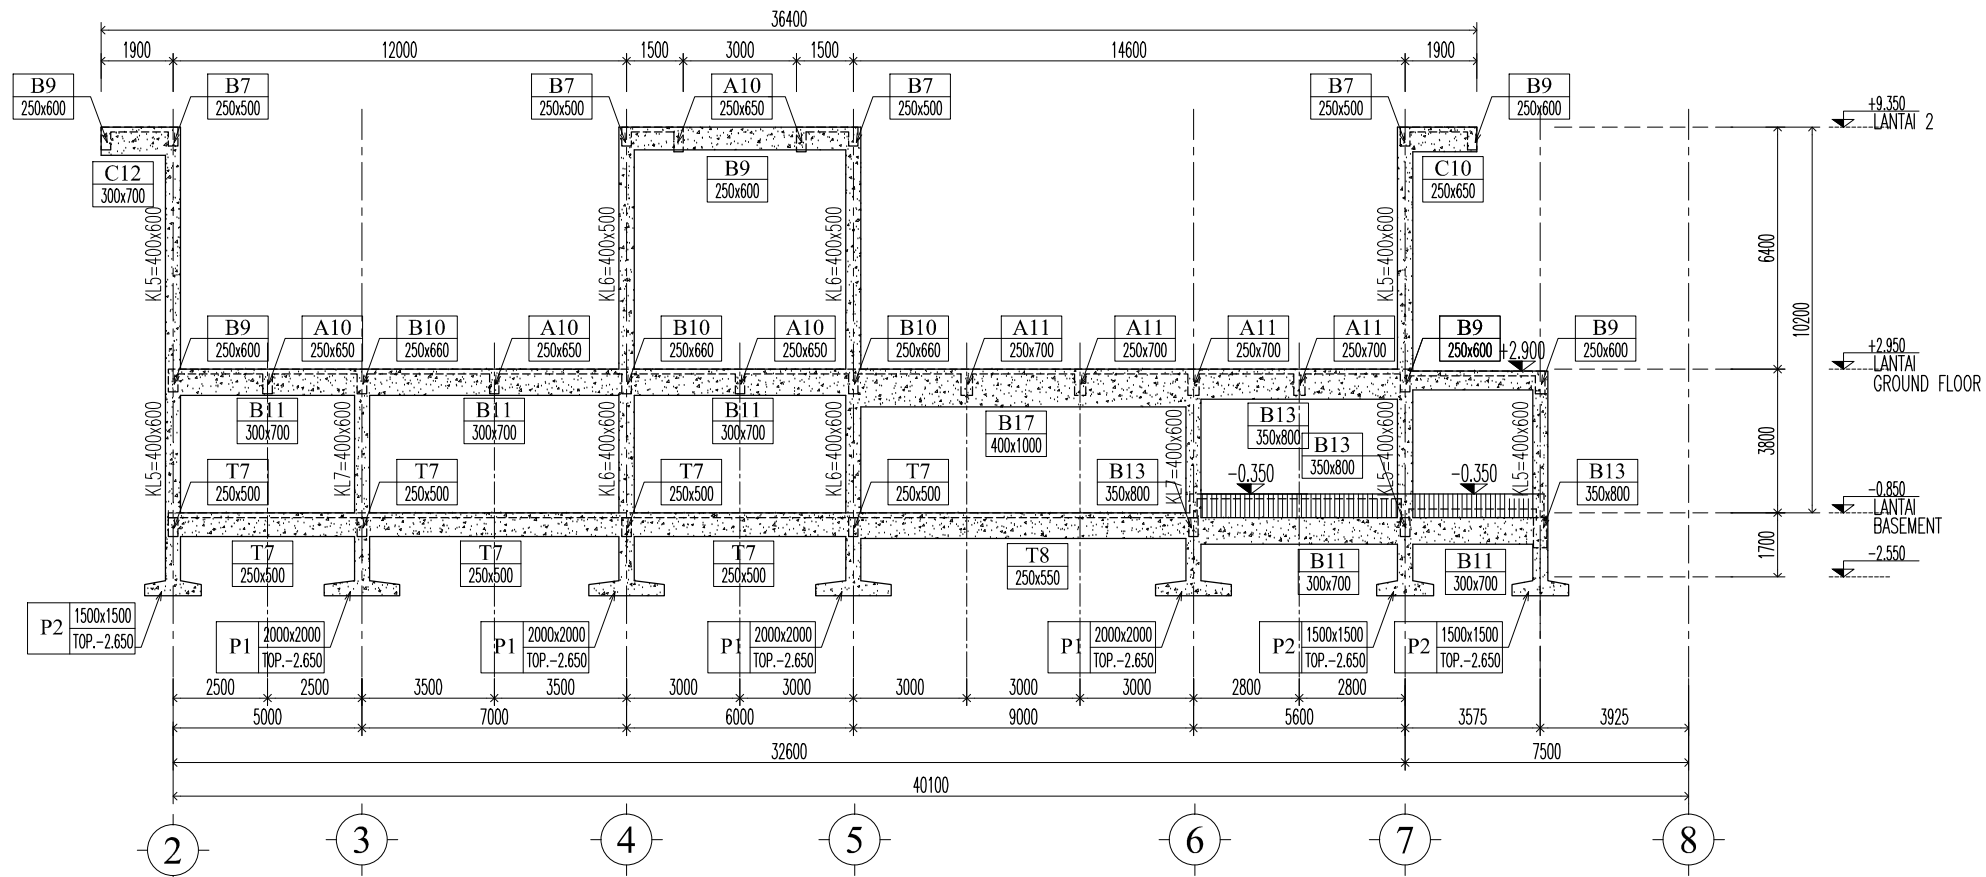 36400
1900 12000 1500 3000 1500 14600 1900
B9 B7 B7 A10 B7 B7 B9
250x600 250x500 250x500 250x650 250x500 250x500 250x600
+9.350
LANTAI 2
C12 B9 C10
300x700 250x600 250x650
KL5=400x600 KL6=400x500 KL6=400x500 KL5=400x600
6400
10200
B9 A10 B10 A10 B10 A10 B10 A11 A11 A11 A11 B9 B9
250x600 250x650 250x660 250x650 250x660 250x650 250x660 250x700 250x700 250x700 250x700 250x600 250x600
+2.900
+2.950
LANTAI
GROUND FLOOR
B11 B11 B11 B17 B13
300x700 300x700 300x700 400x1000 350x800
B13
350x800
KL5=400x600 KL7=400x600 KL6=400x600 KL6=400x600 KL7=400x600 KL5=400x600 KL5=400x600
3800
T7 T7 T7 T7 B13 B13
250x500 250x500 250x500 250x500 350x800 350x800
-0.350 -0.350
-0.850
LANTAI
BASEMENT
T7 T7 T7 T8 B11 B11
250x500 250x500 250x500 250x550 300x700 300x700
1700
-2.550
P2 1500x1500
TOP.-2.650
P1 2000x2000
TOP.-2.650
P1 2000x2000
TOP.-2.650
P1 2000x2000
TOP.-2.650
P1 2000x2000
TOP.-2.650
P2 1500x1500
TOP.-2.650
P2 1500x1500
TOP.-2.650
2500 2500 3500 3500 3000 3000 3000 3000 3000 2800 2800
5000 7000 6000 9000 5600 3575 3925
32600 7500
40100
2 3 4 5 6 7 8